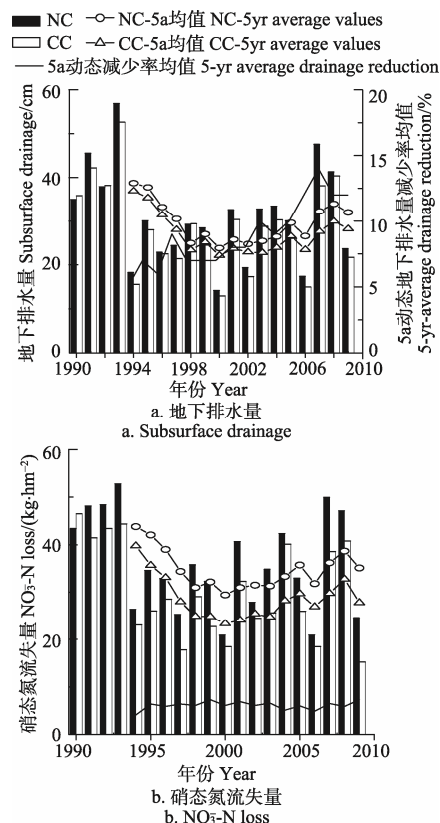 NC NC-5a均值 NC-5yr average values
CC CC-5a均值 CC-5yr average values
5a动态减少率均值 5-yr average drainage reduction
地下排水量 Subsurface drainage/cm
60
40
20
0
20
15
10
5
0
5a动态地下排水量减少率均值
5-yr-average drainage reduction/%
1990 1994 1998 2002 2006 2010
年份 Year
a. 地下排水量
a. Subsurface drainage
硝态氮流失量 NO₃⁻-N loss/(kg·hm⁻²)
60
40
20
0
1990 1995 2000 2005 2010
年份 Year
b. 硝态氮流失量
b. NO₃⁻-N loss